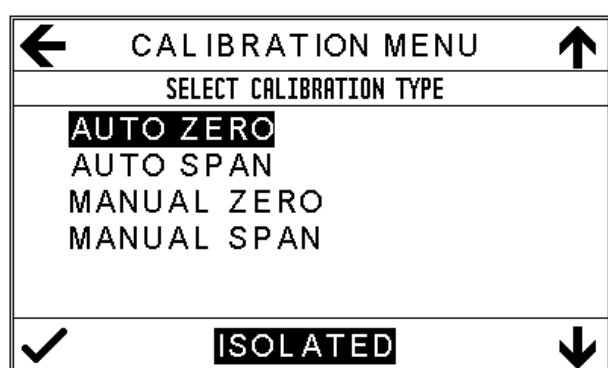 CALIBRATION MENU
SELECT CALIBRATION TYPE
AUTO ZERO
AUTO SPAN
MANUAL ZERO
MANUAL SPAN
ISOLATED